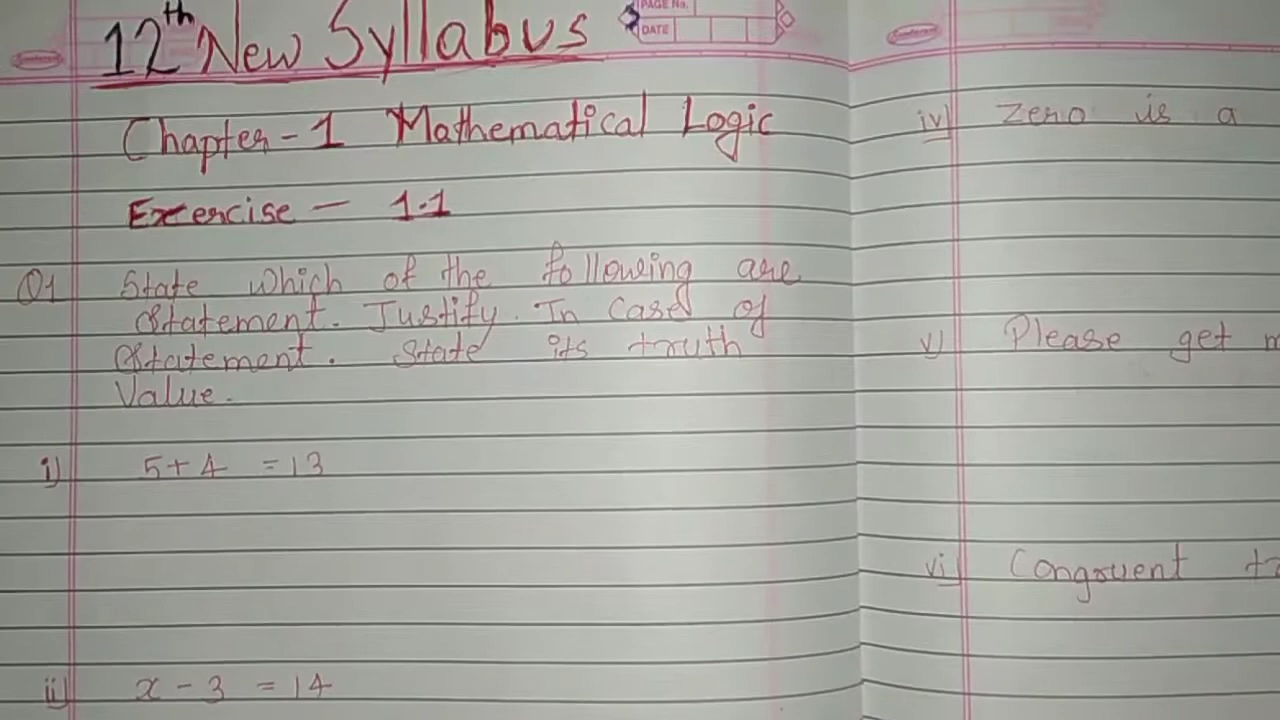 12th New Syllabus
PAGE No.
DATE
Chapter - 1 Mathematical Logic
Exercise - 1.1
Q1 State which of the following are
statement. Justify. In case of
statement. State its truth
Value.
i) 5+4 =13
ii) x - 3 = 14
iv) Zero is a
v) Please get
vi) Congruent